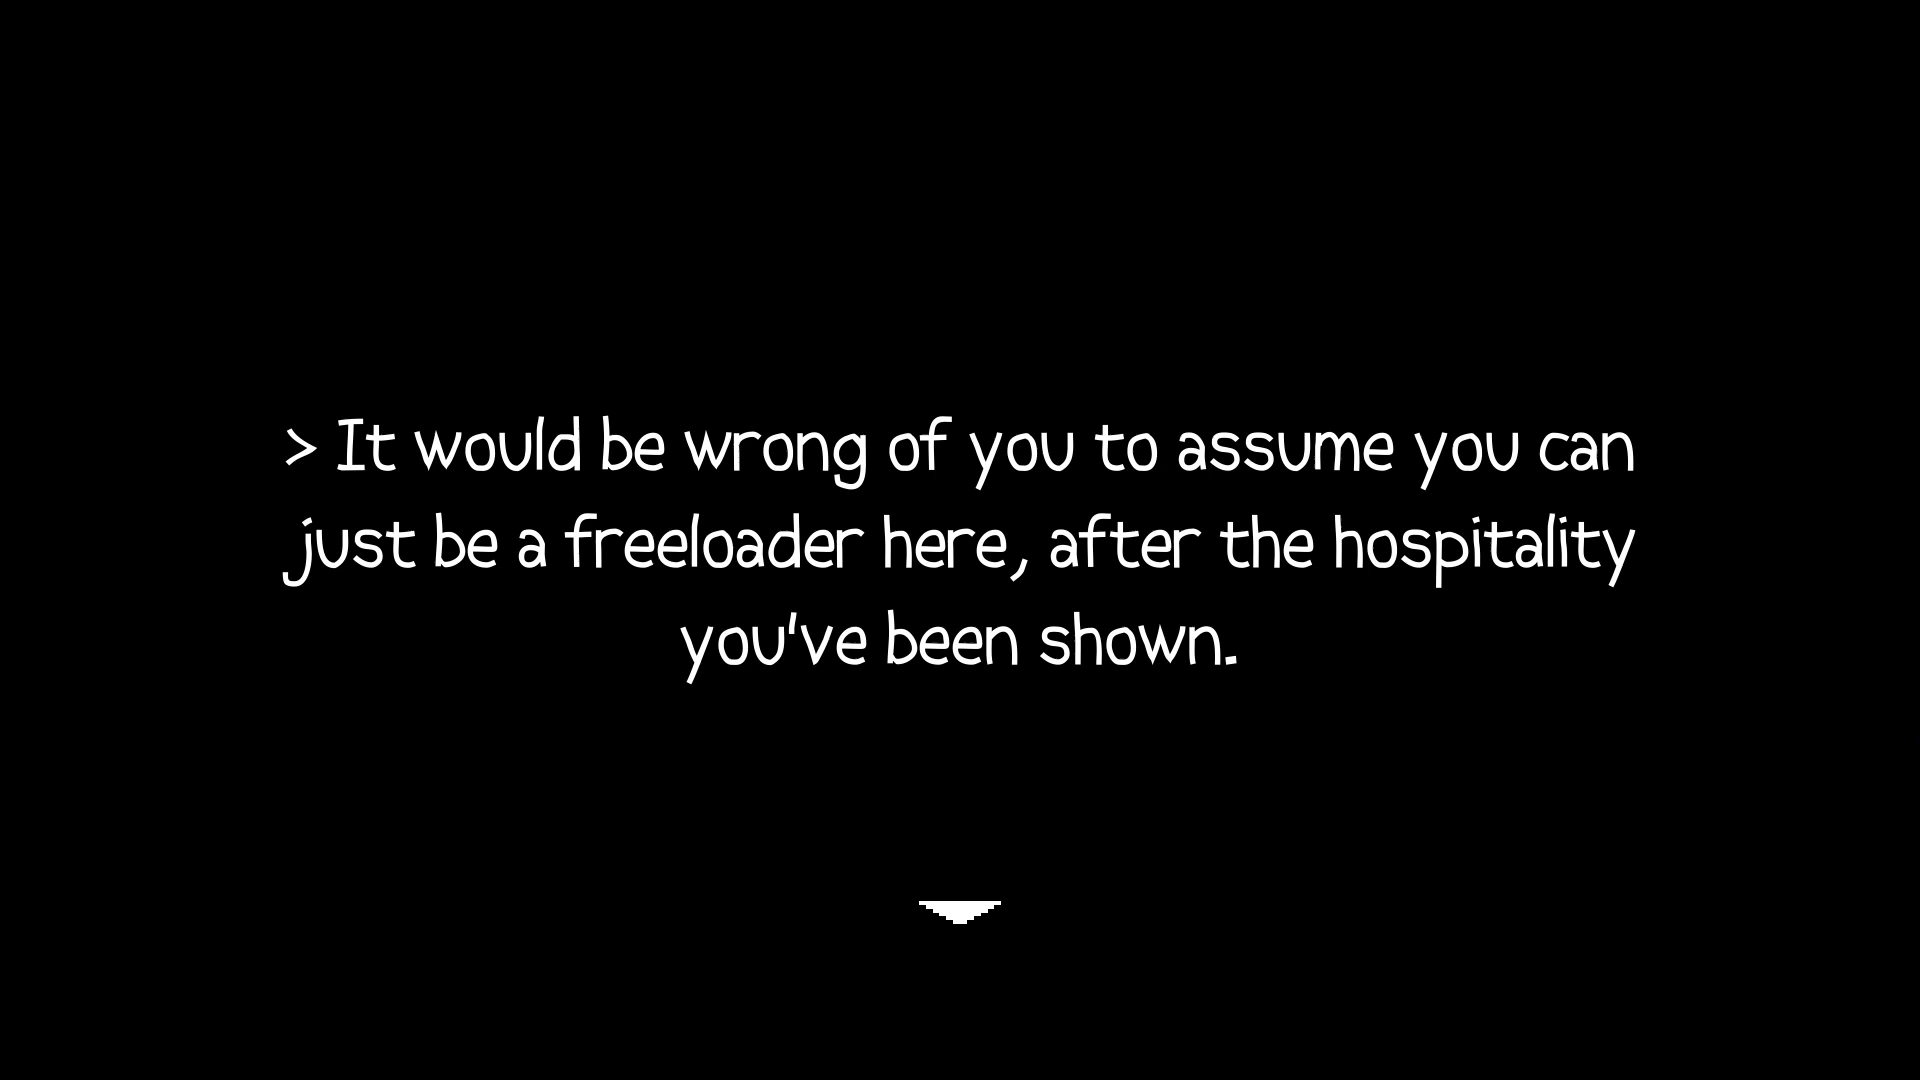 > It would be wrong of you to assume you can
just be a freeloader here, after the hospitality
you've been shown.